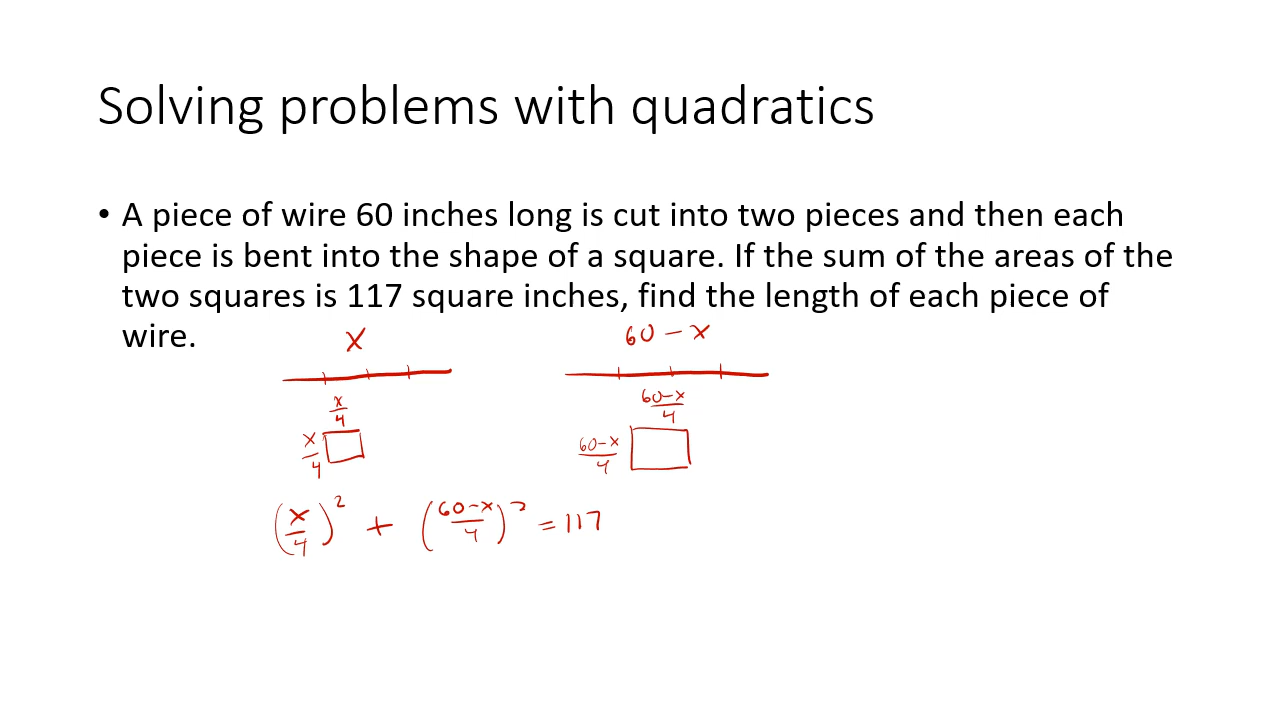 Solving problems with quadratics
• A piece of wire 60 inches long is cut into two pieces and then each
piece is bent into the shape of a square. If the sum of the areas of the
two squares is 117 square inches, find the length of each piece of
wire.
x 60 - x
x/4 (60-x)/4
x/4 (60-x)/4
(x/4)² + ((60-x)/4)² = 117